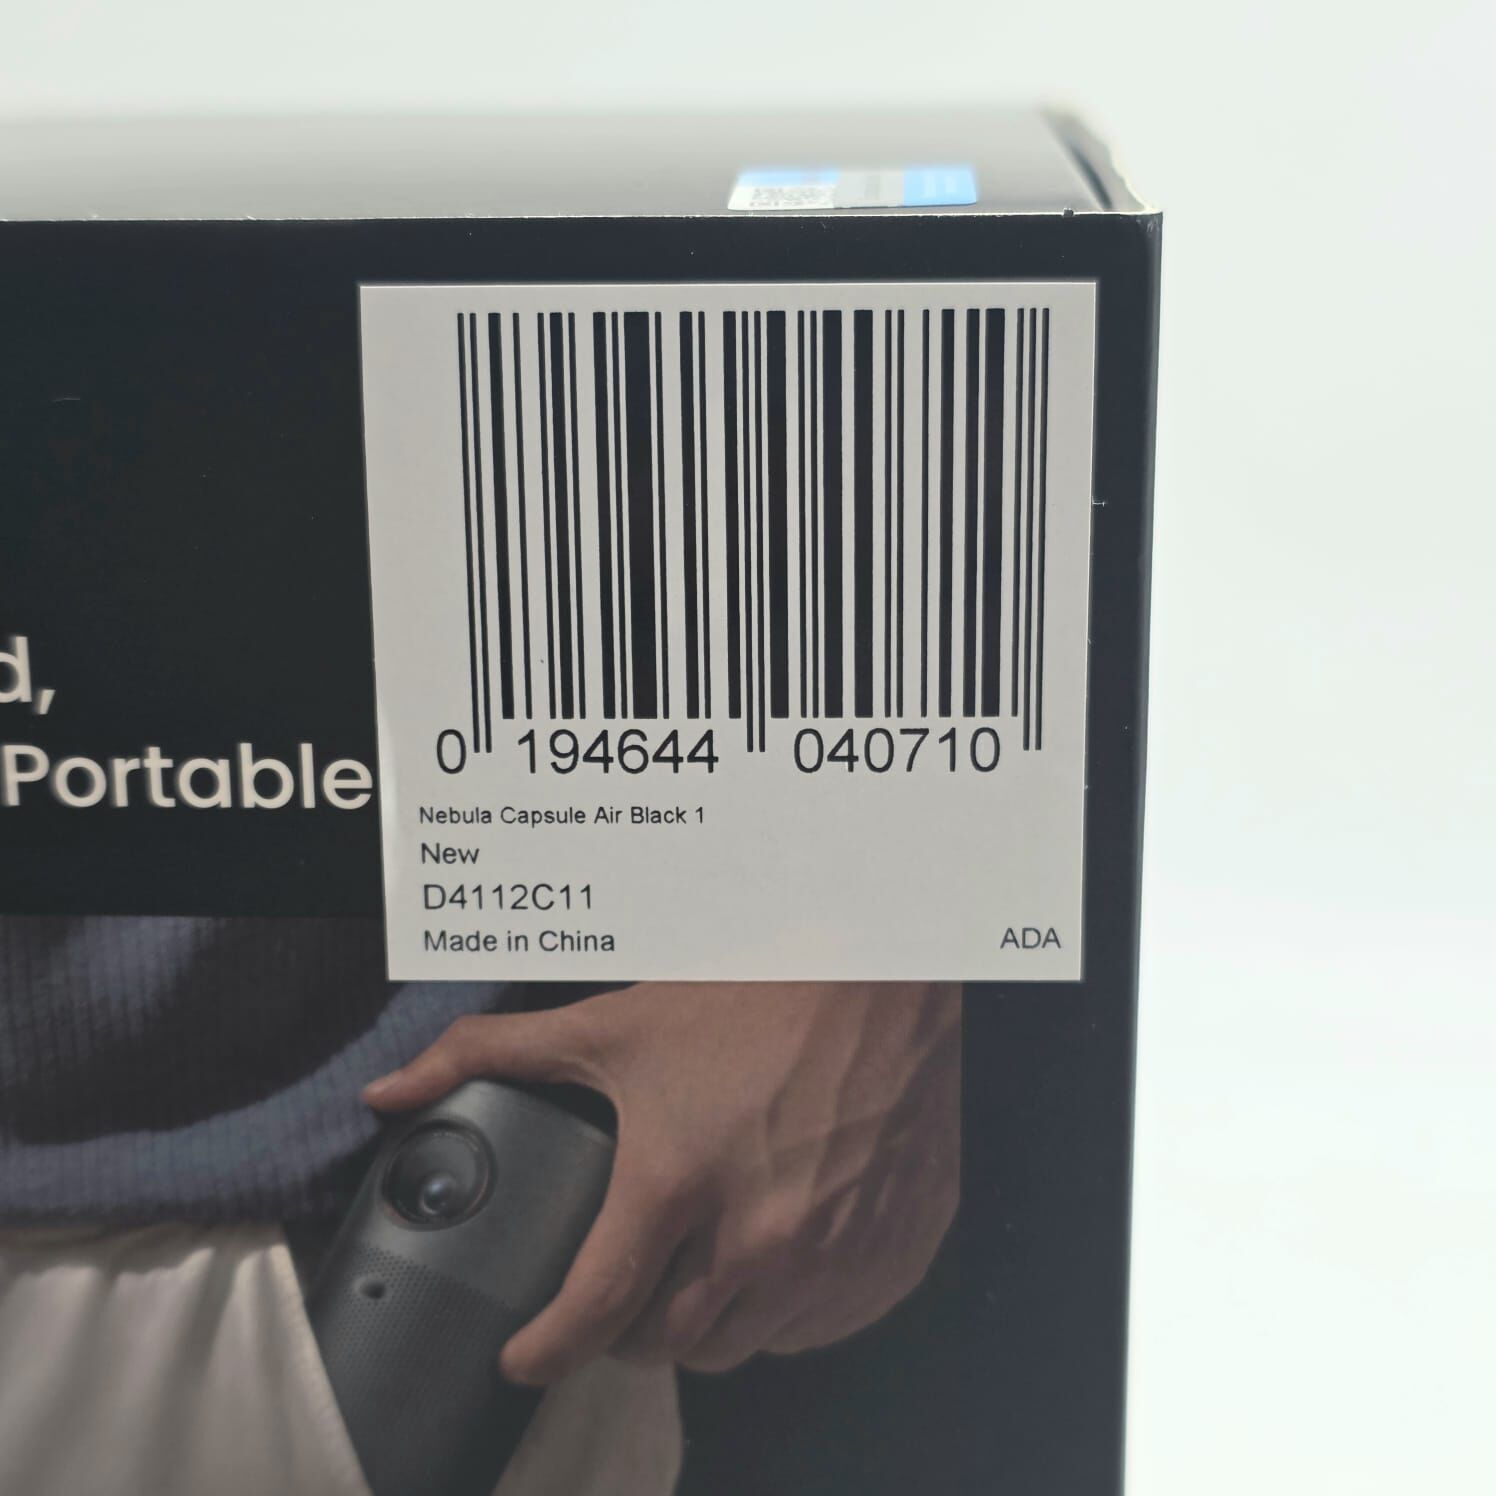 d,
Portable
0 194644 040710
Nebula Capsule Air Black 1
New
D4112C11
Made in China
ADA